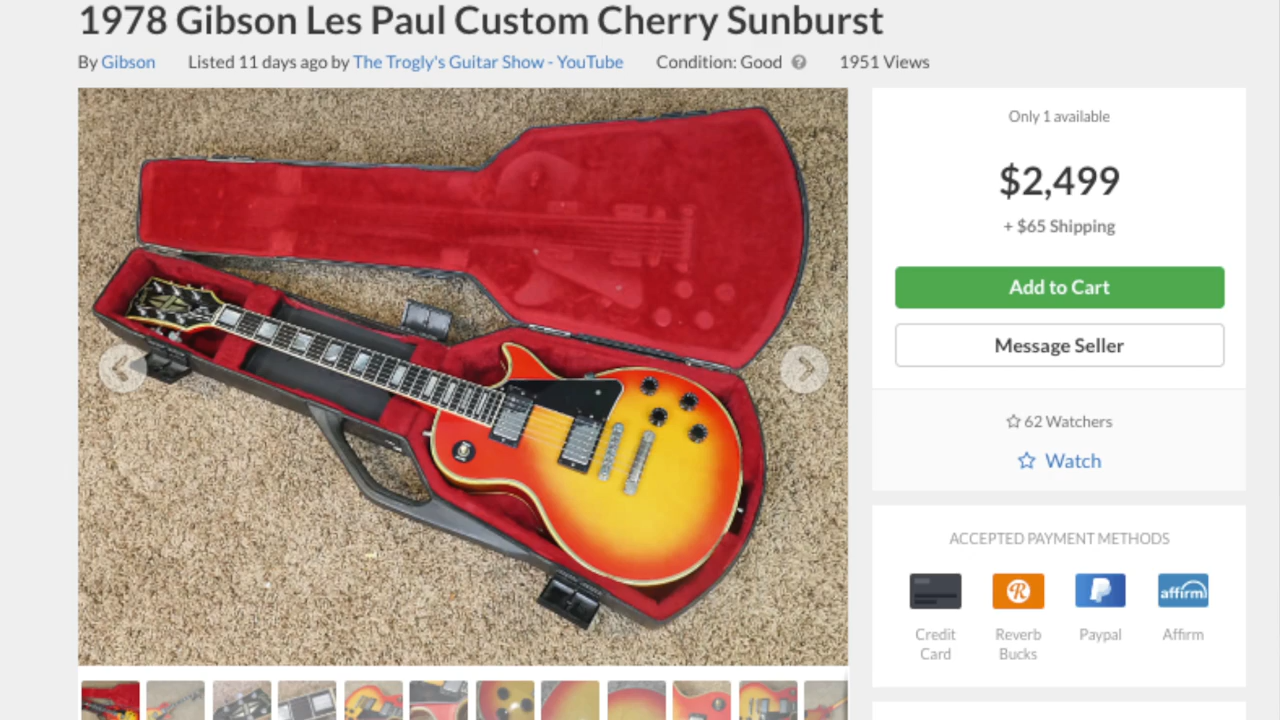 1978 Gibson Les Paul Custom Cherry Sunburst
By Gibson Listed 11 days ago by The Trogly's Guitar Show - YouTube Condition: Good ? 1951 Views
Only 1 available
$2,499
+ $65 Shipping
Add to Cart
Message Seller
62 Watchers
Watch
ACCEPTED PAYMENT METHODS
R
P
affirm
Credit Card
Reverb Bucks
Paypal
Affirm